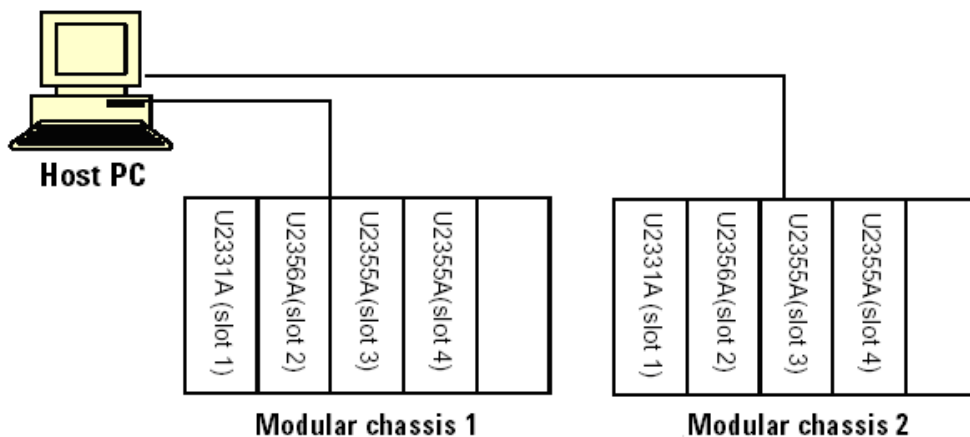 Host PC
U2331A (slot 1)
U2356A(slot 2)
U2355A(slot 3)
U2355A(slot 4)
Modular chassis 1
U2331A (slot 1)
U2356A(slot 2)
U2355A(slot 3)
U2355A(slot 4)
Modular chassis 2